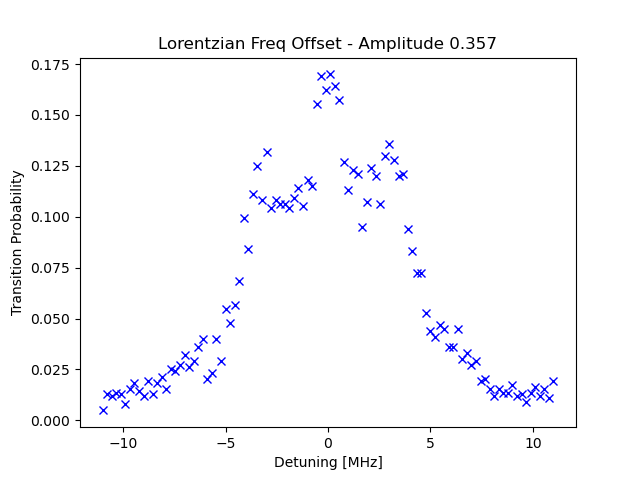 Lorentzian Freq Offset - Amplitude 0.357
Transition Probability
0.175
0.150
0.125
0.100
0.075
0.050
0.025
0.000
−10 −5 0 5 10
Detuning [MHz]